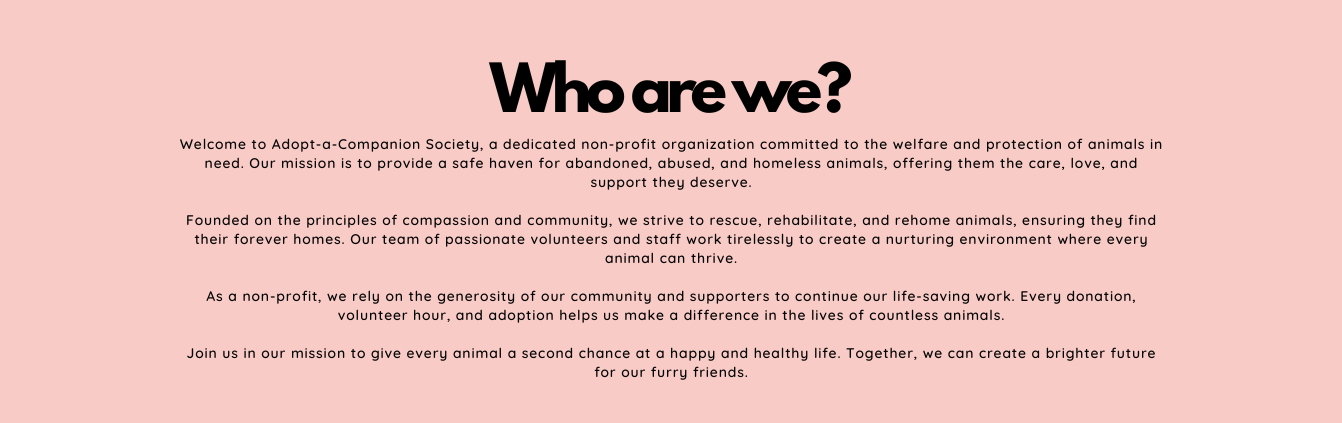 Who are we?
Welcome to Adopt-a-Companion Society, a dedicated non-profit organization committed to the welfare and protection of animals in
need. Our mission is to provide a safe haven for abandoned, abused, and homeless animals, offering them the care, love, and
support they deserve.
Founded on the principles of compassion and community, we strive to rescue, rehabilitate, and rehome animals, ensuring they find
their forever homes. Our team of passionate volunteers and staff work tirelessly to create a nurturing environment where every
animal can thrive.
As a non-profit, we rely on the generosity of our community and supporters to continue our life-saving work. Every donation,
volunteer hour, and adoption helps us make a difference in the lives of countless animals.
Join us in our mission to give every animal a second chance at a happy and healthy life. Together, we can create a brighter future
for our furry friends.